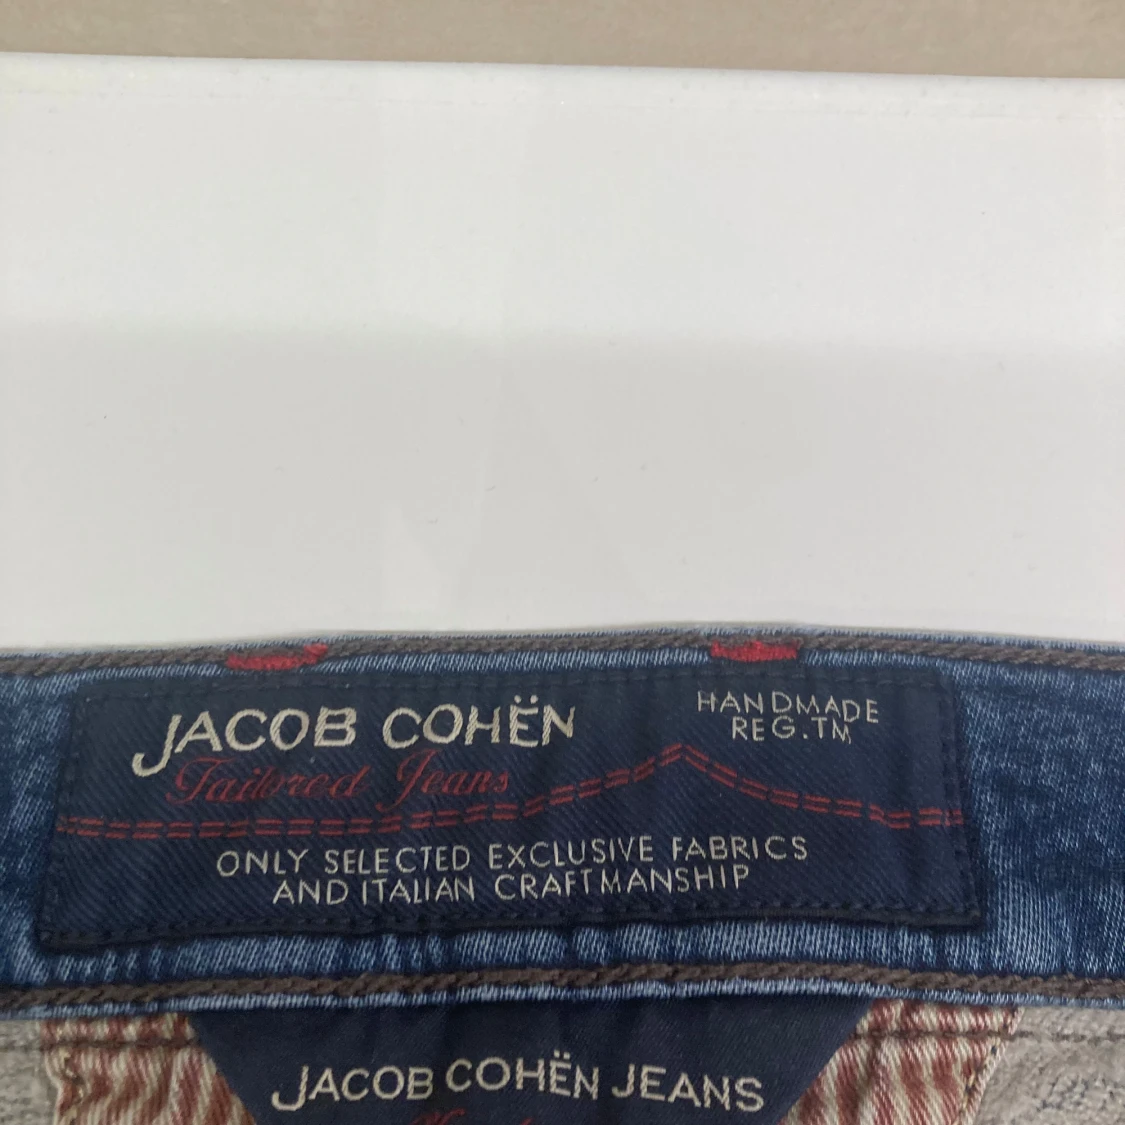 JACOB COHËN
Tailored Jeans
HANDMADE
REG.TM
ONLY SELECTED EXCLUSIVE FABRICS
AND ITALIAN CRAFTMANSHIP
JACOB COHËN JEANS